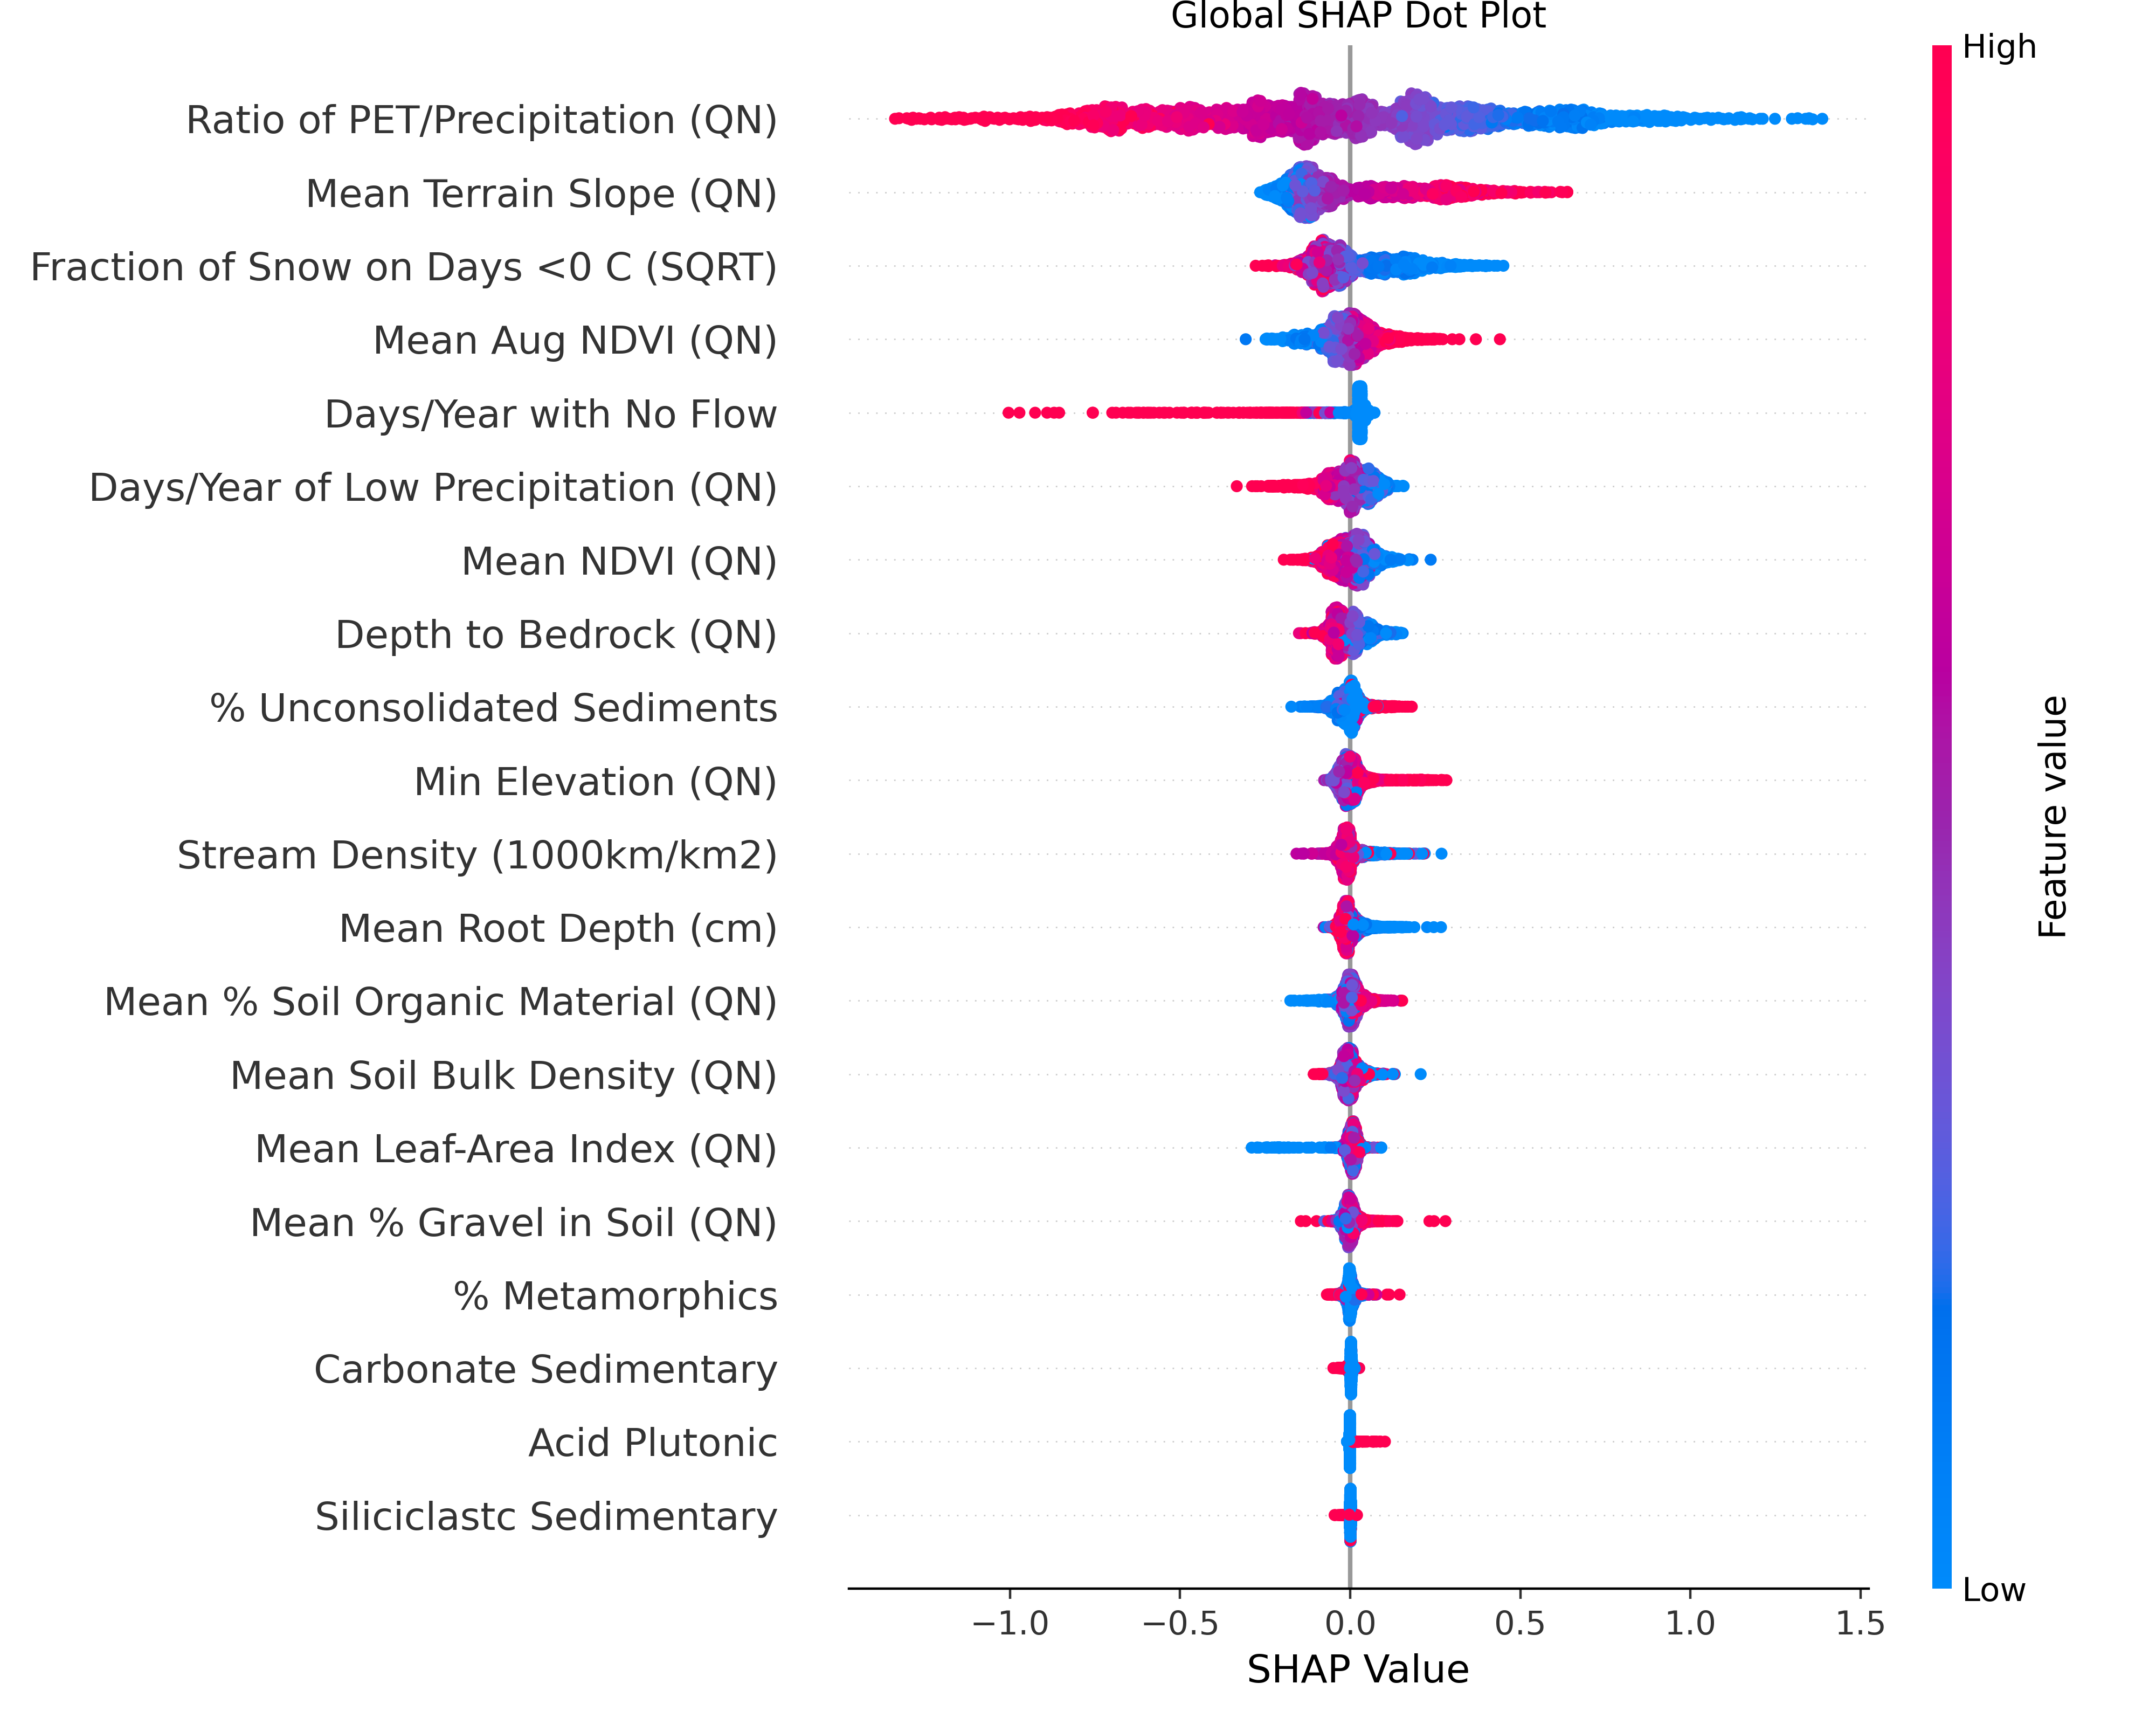 Global SHAP Dot Plot
High
Ratio of PET/Precipitation (QN)
Mean Terrain Slope (QN)
Fraction of Snow on Days <0 C (SQRT)
Mean Aug NDVI (QN)
Days/Year with No Flow
Days/Year of Low Precipitation (QN)
Mean NDVI (QN)
Depth to Bedrock (QN)
% Unconsolidated Sediments
Min Elevation (QN)
Stream Density (1000km/km2)
Mean Root Depth (cm)
Mean % Soil Organic Material (QN)
Mean Soil Bulk Density (QN)
Mean Leaf-Area Index (QN)
Mean % Gravel in Soil (QN)
% Metamorphics
Carbonate Sedimentary
Acid Plutonic
Siliciclastc Sedimentary
Feature value
Low
−1.0 −0.5 0.0 0.5 1.0 1.5
SHAP Value